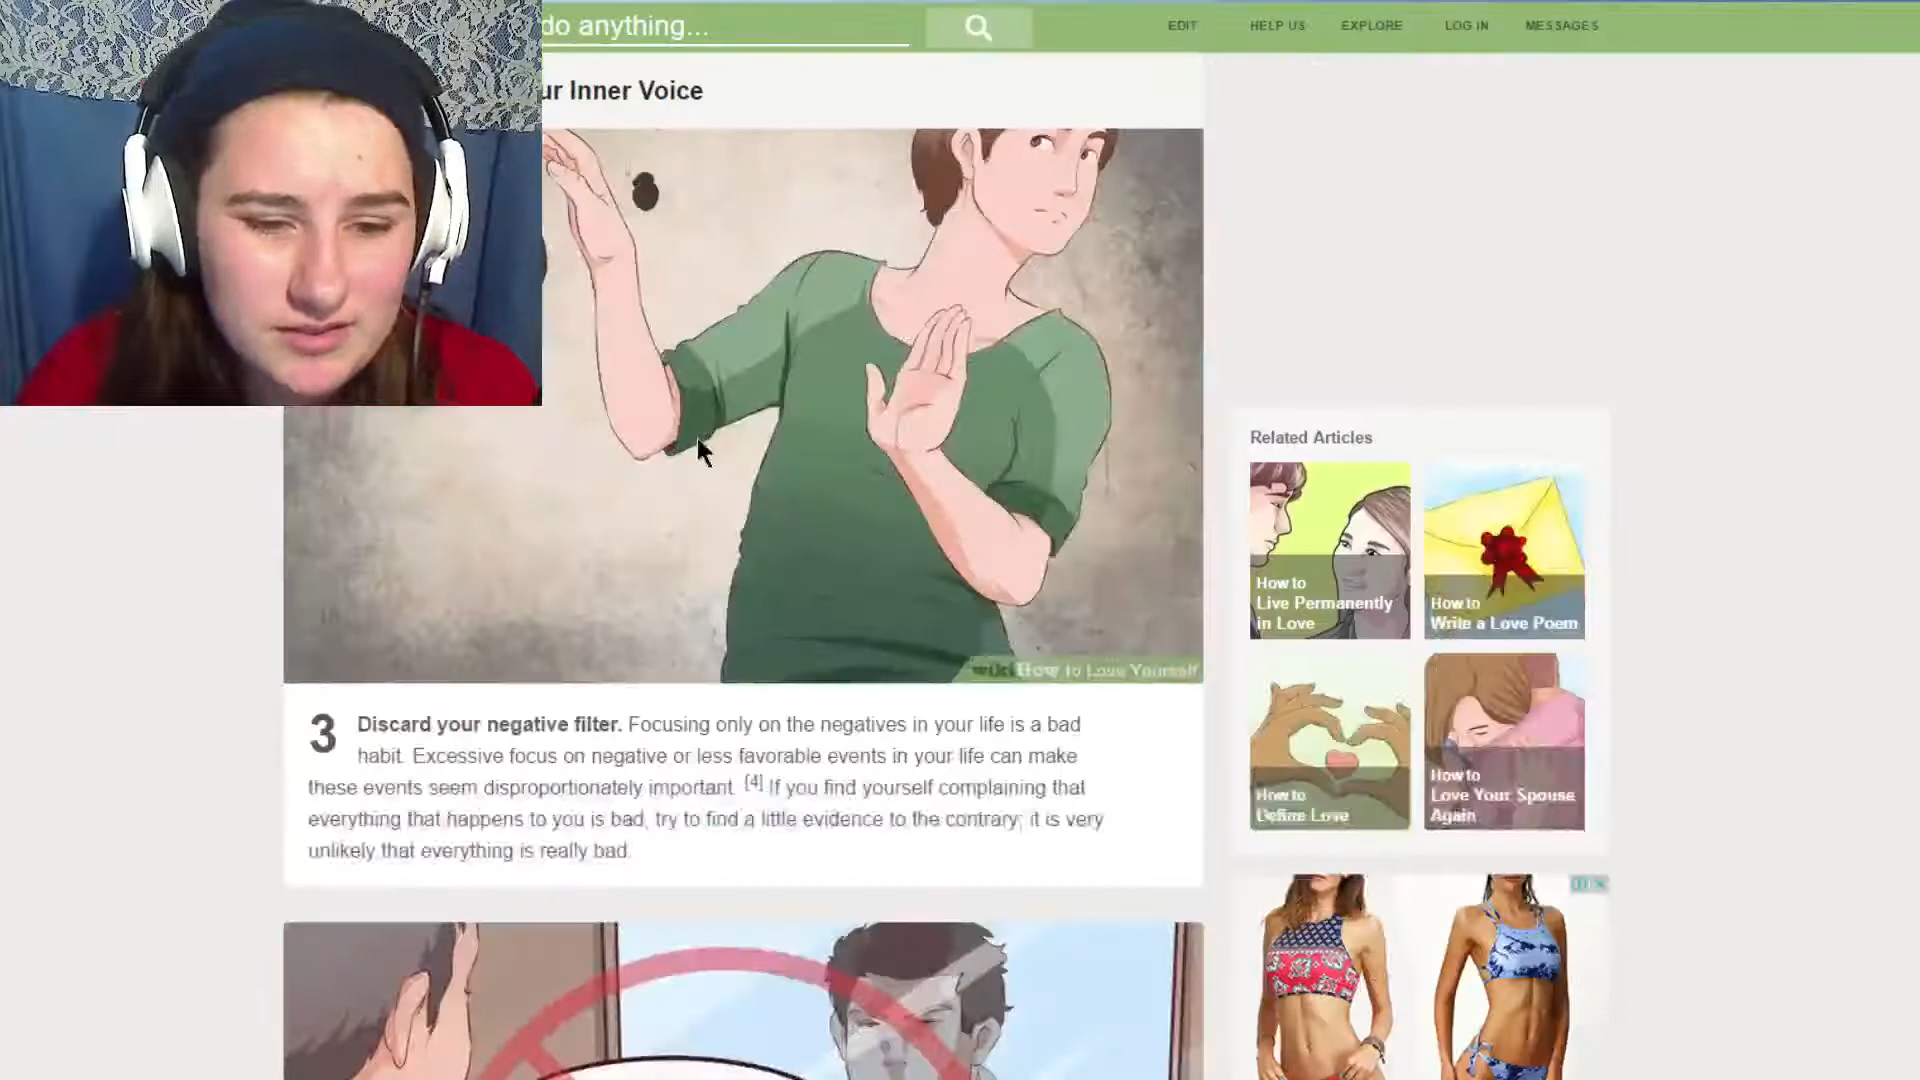 do anything...
EDIT
HELP US
EXPLORE
LOG IN
MESSAGES
ur Inner Voice
wikiHow to Love Yourself
3 Discard your negative filter. Focusing only on the negatives in your life is a bad
habit. Excessive focus on negative or less favorable events in your life can make
these events seem disproportionately important. [4] If you find yourself complaining that
everything that happens to you is bad, try to find a little evidence to the contrary; it is very
unlikely that everything is really bad.
Related Articles
How to
Live Permanently
in Love
How to
Write a Love Poem
How to
Define Love
How to
Love Your Spouse
Again